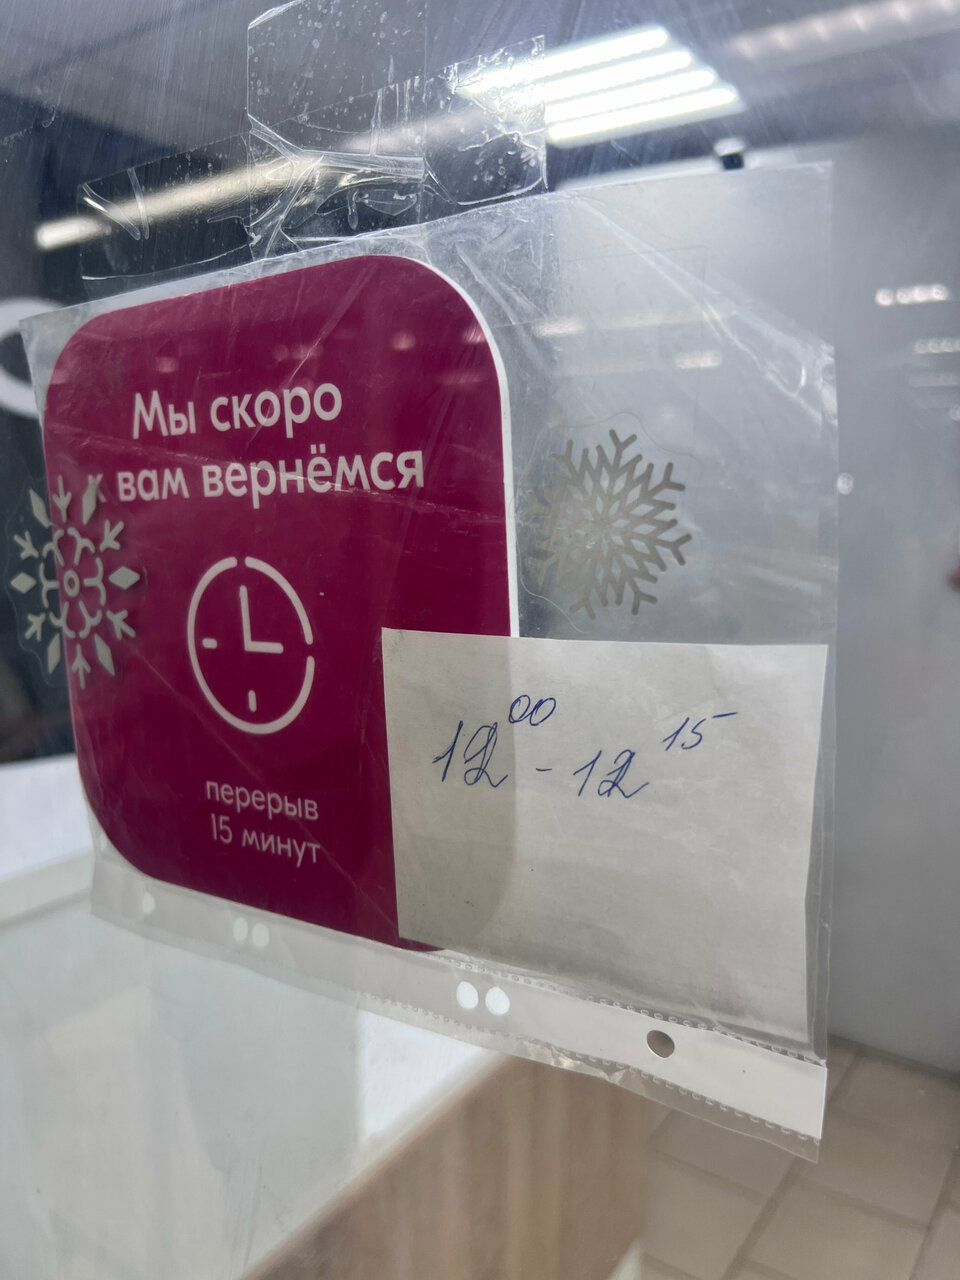 Мы скоро
к вам вернёмся
перерыв
15 минут
12⁰⁰ - 12¹⁵